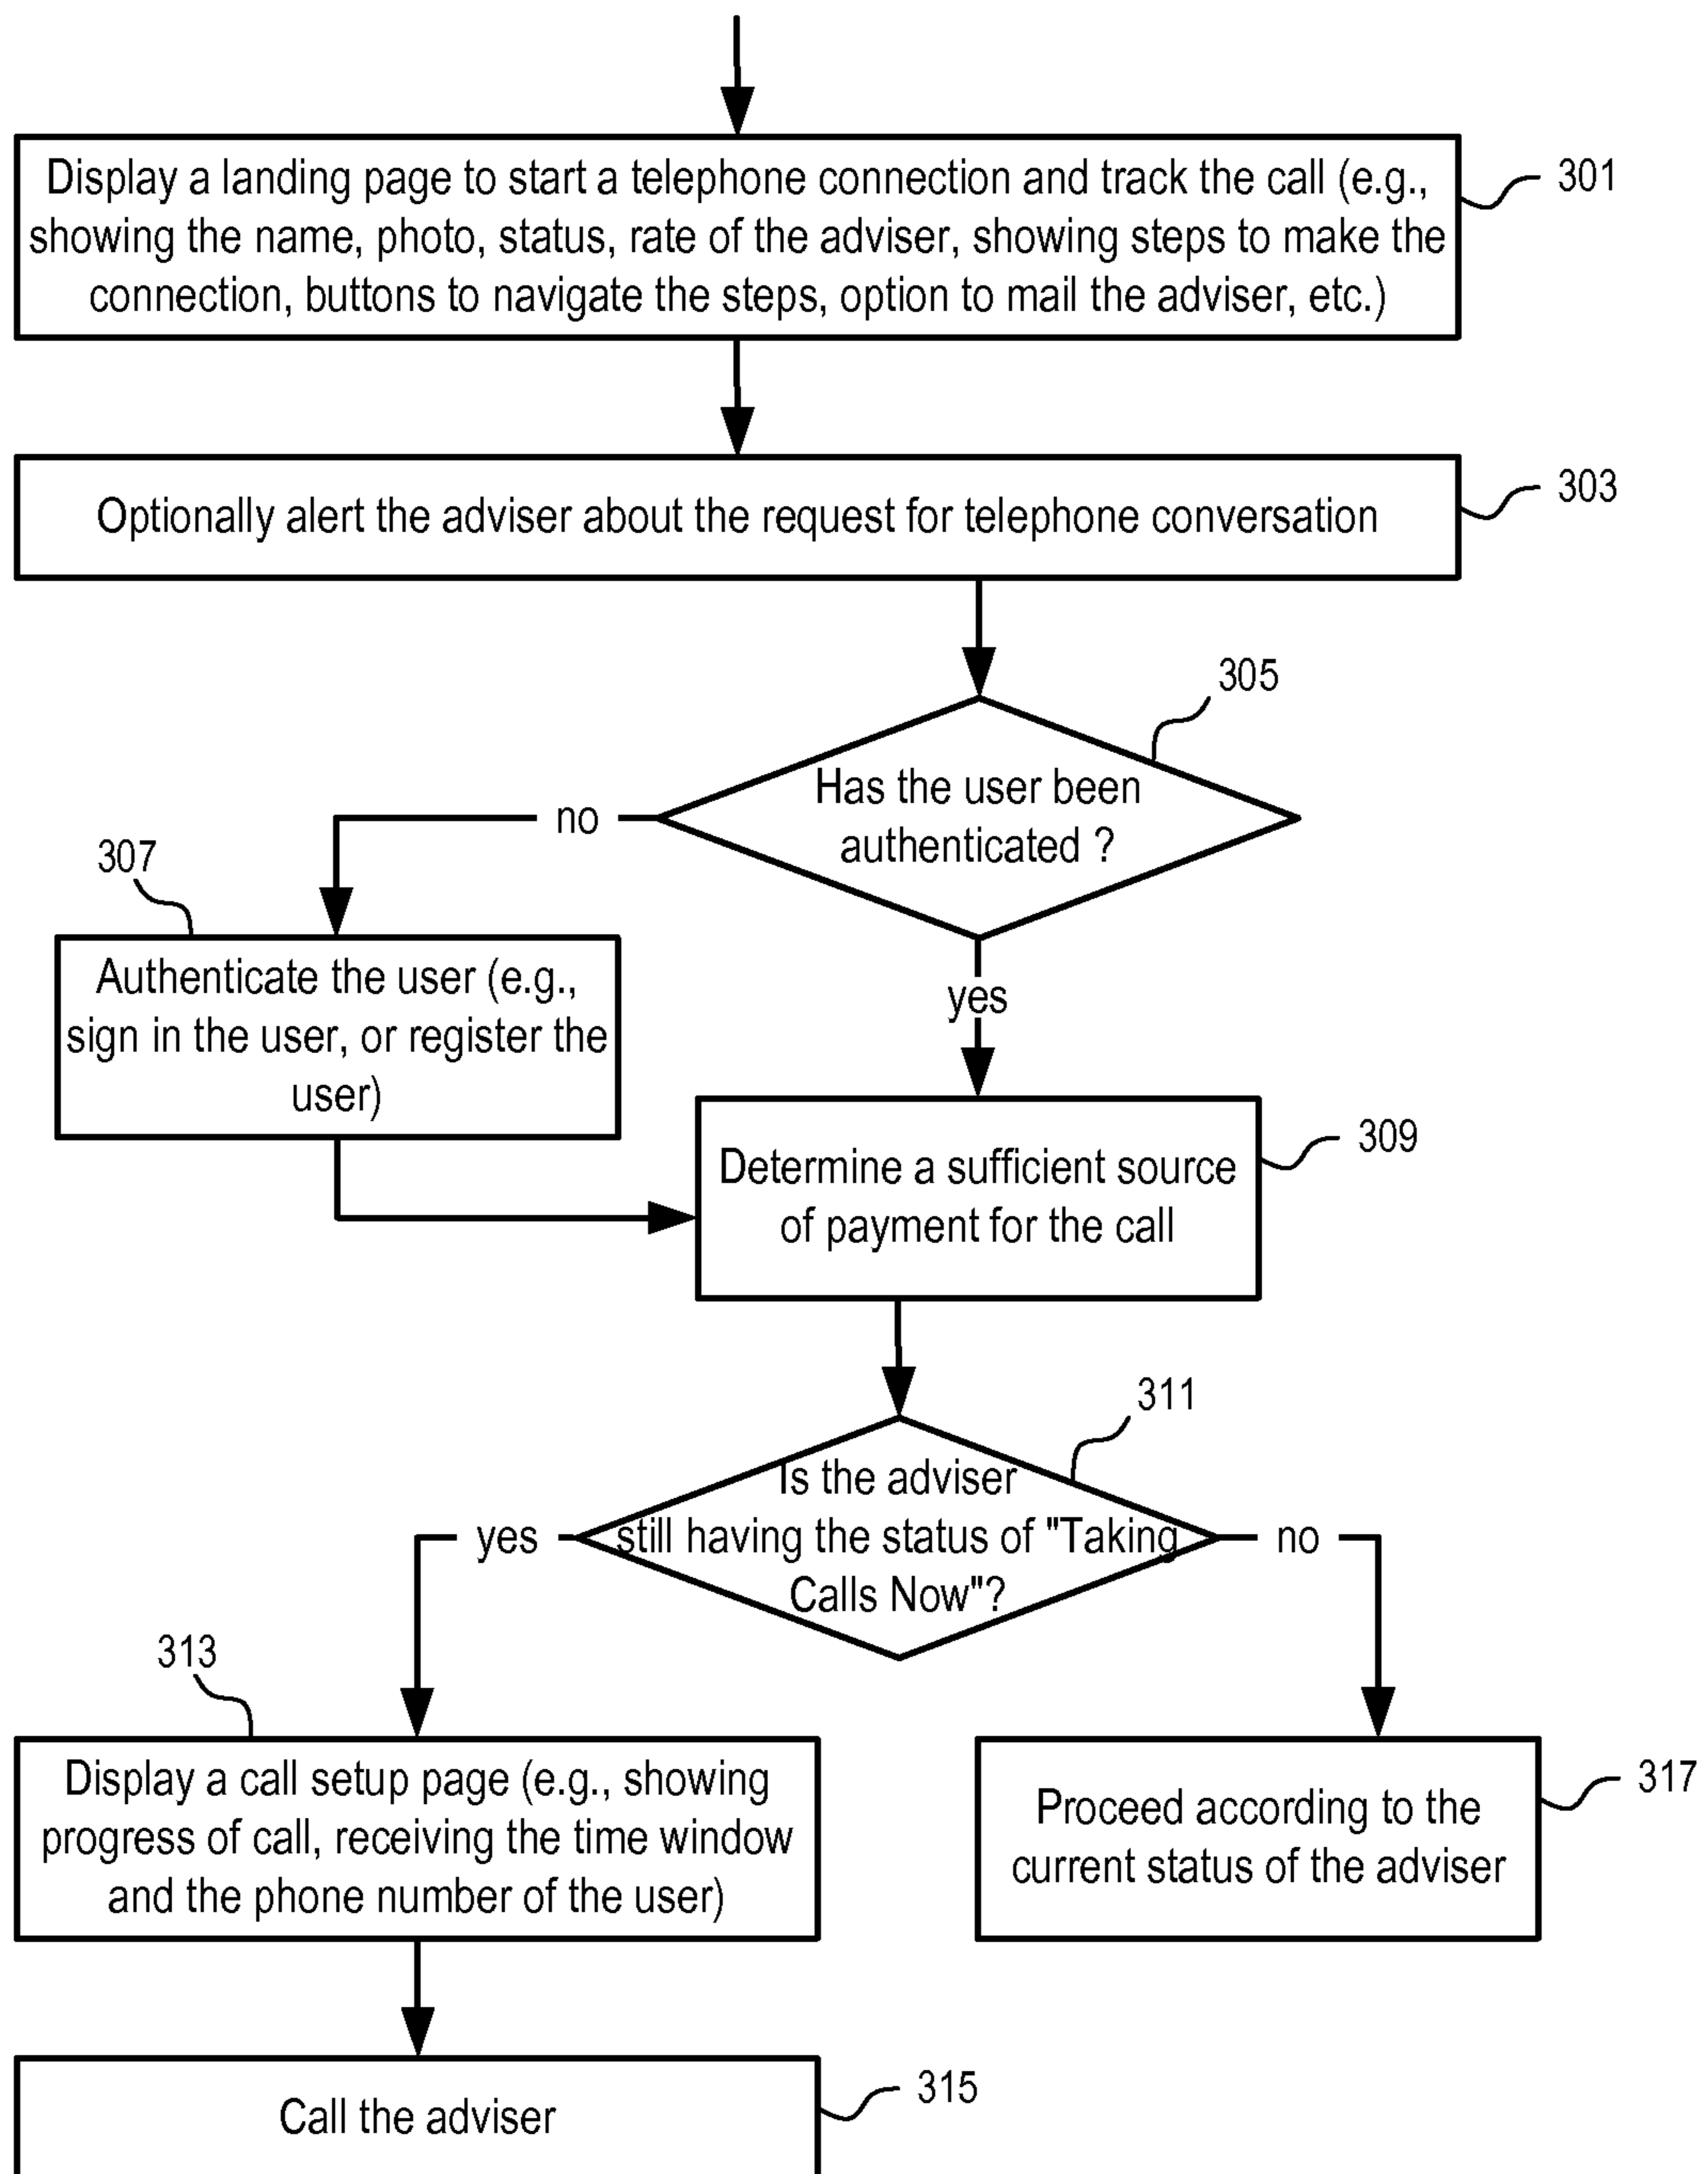 Display a landing page to start a telephone connection and track the call (e.g.,
showing the name, photo, status, rate of the adviser, showing steps to make the
connection, buttons to navigate the steps, option to mail the adviser, etc.)
301
Optionally alert the adviser about the request for telephone conversation
303
305
Has the user been
authenticated ?
no
307
Authenticate the user (e.g.,
sign in the user, or register the
user)
yes
309
Determine a sufficient source
of payment for the call
311
Is the adviser
still having the status of "Taking
Calls Now"?
yes
no
313
Display a call setup page (e.g., showing
progress of call, receiving the time window
and the phone number of the user)
317
Proceed according to the
current status of the adviser
315
Call the adviser